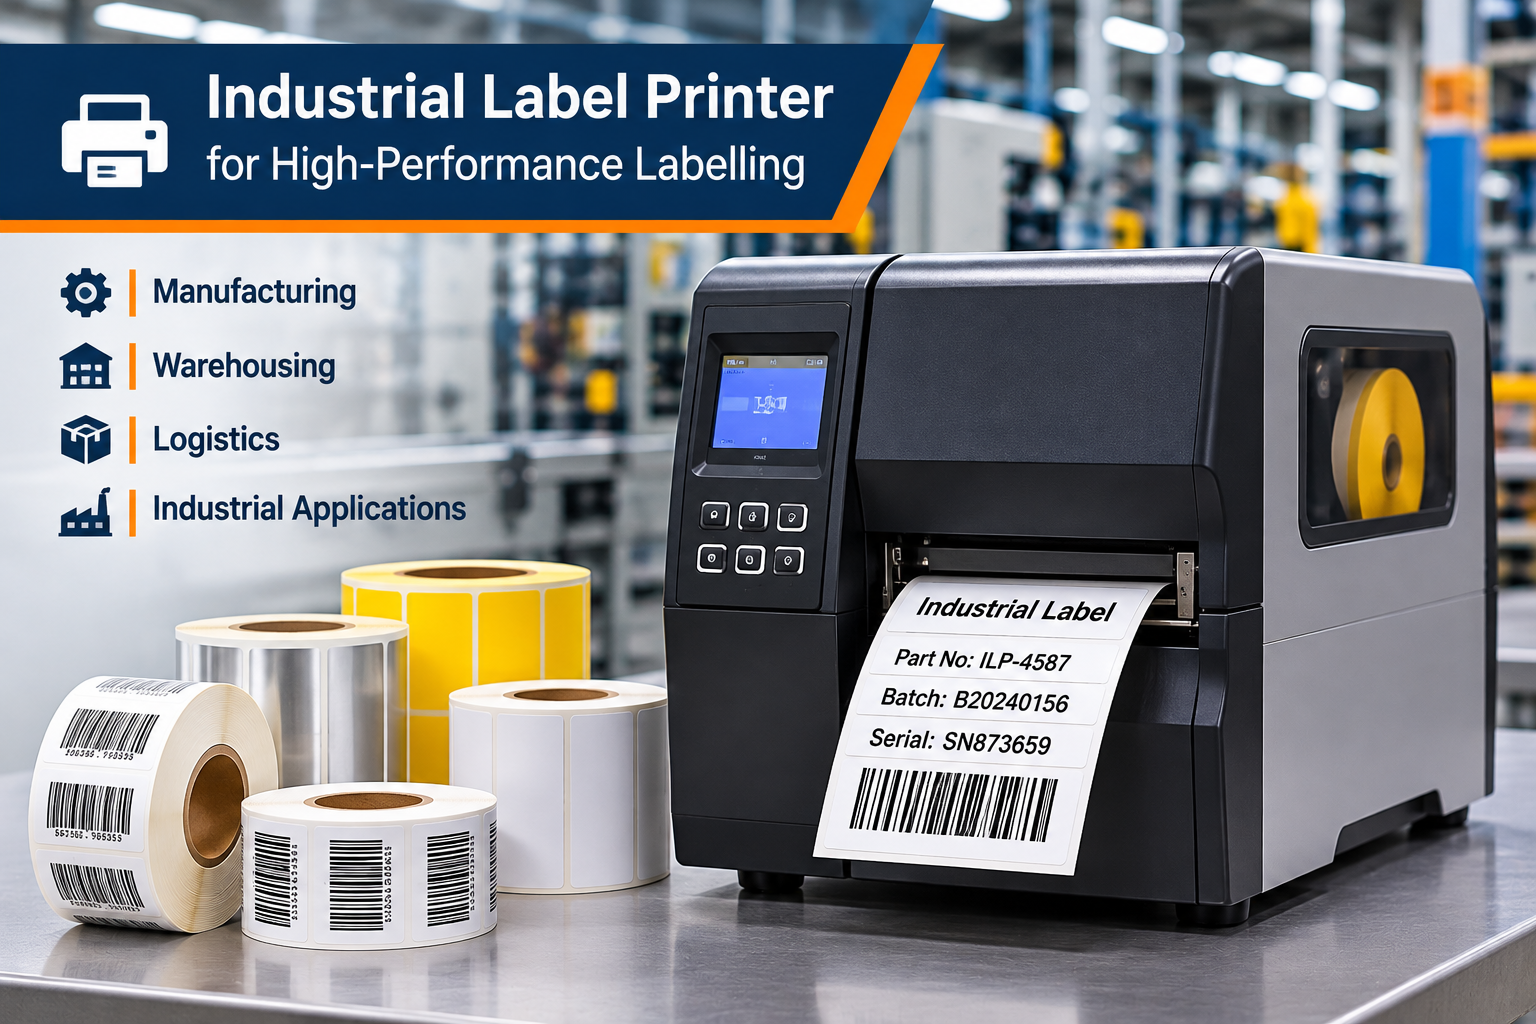 Industrial Label Printer
for High-Performance Labelling
Manufacturing
Warehousing
Logistics
Industrial Applications
Industrial Label
Part No: ILP-4587
Batch: B20240156
Serial: SN873659